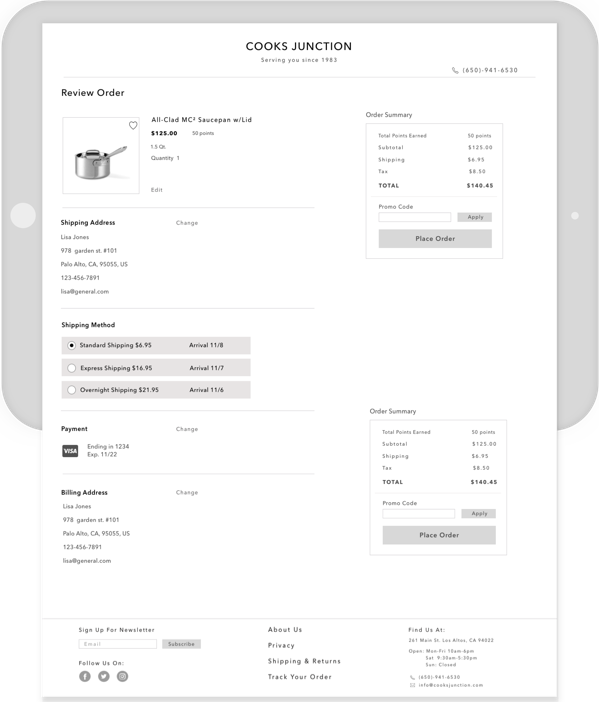 COOKS JUNCTION
Serving you since 1983
(650)-941-6530
Review Order
All-Clad MC² Saucepan w/Lid
$125.00 50 points
1.5 Qt.
Quantity 1
Edit
Order Summary
Total Points Earned 50 points
Subtotal $125.00
Shipping $6.95
Tax $8.50
TOTAL $140.45
Promo Code
Apply
Place Order
Shipping Address Change
Lisa Jones
978 garden st. #101
Palo Alto, CA, 95055, US
123-456-7891
lisa@general.com
Shipping Method
Standard Shipping $6.95 Arrival 11/8
Express Shipping $16.95 Arrival 11/7
Overnight Shipping $21.95 Arrival 11/6
Payment Change
VISA
Ending in 1234
Exp. 11/22
Order Summary
Total Points Earned 50 points
Subtotal $125.00
Shipping $6.95
Tax $8.50
TOTAL $140.45
Promo Code
Apply
Place Order
Billing Address Change
Lisa Jones
978 garden st. #101
Palo Alto, CA, 95055, US
123-456-7891
lisa@general.com
Sign Up For Newsletter
Email Subscribe
Follow Us On:
About Us
Privacy
Shipping & Returns
Track Your Order
Find Us At:
261 Main St. Los Altos, CA 94022
Open: Mon-Fri 10am-6pm
Sat 9:30am-5:30pm
Sun: Closed
(650)-941-6530
info@cooksjunction.com